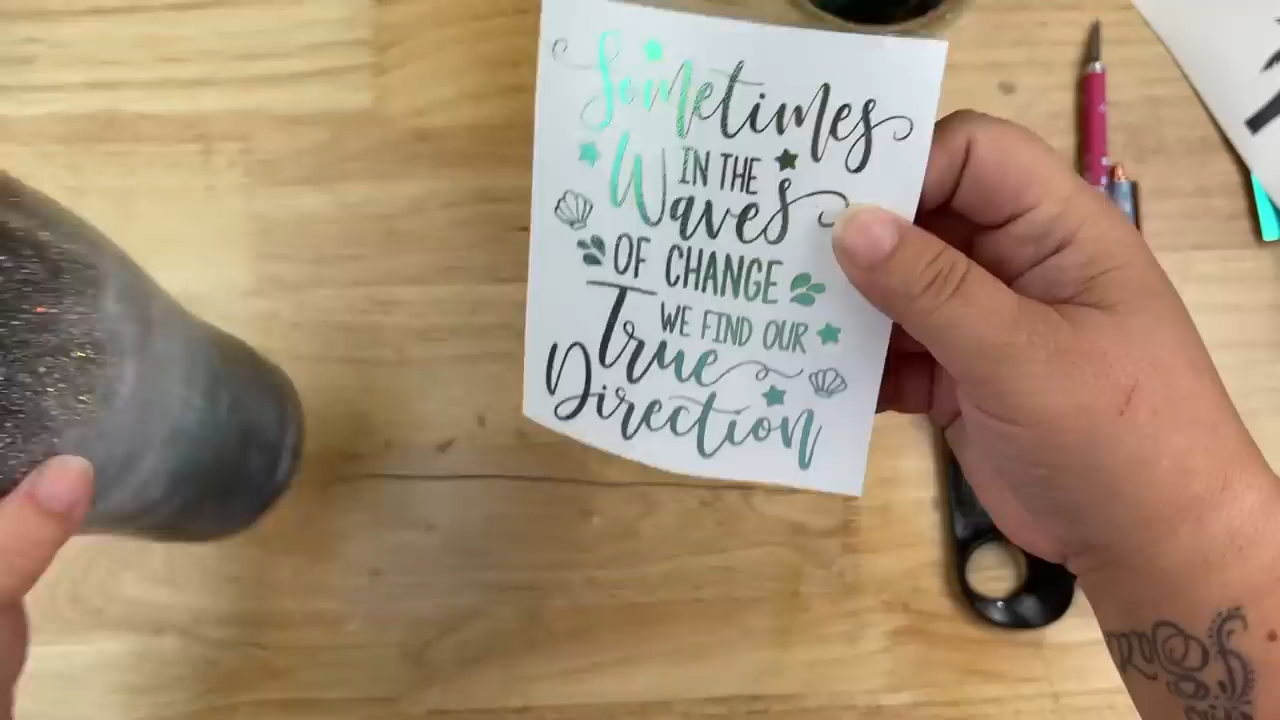 Sometimes
IN THE
Waves
OF CHANGE
WE FIND OUR
True
Direction